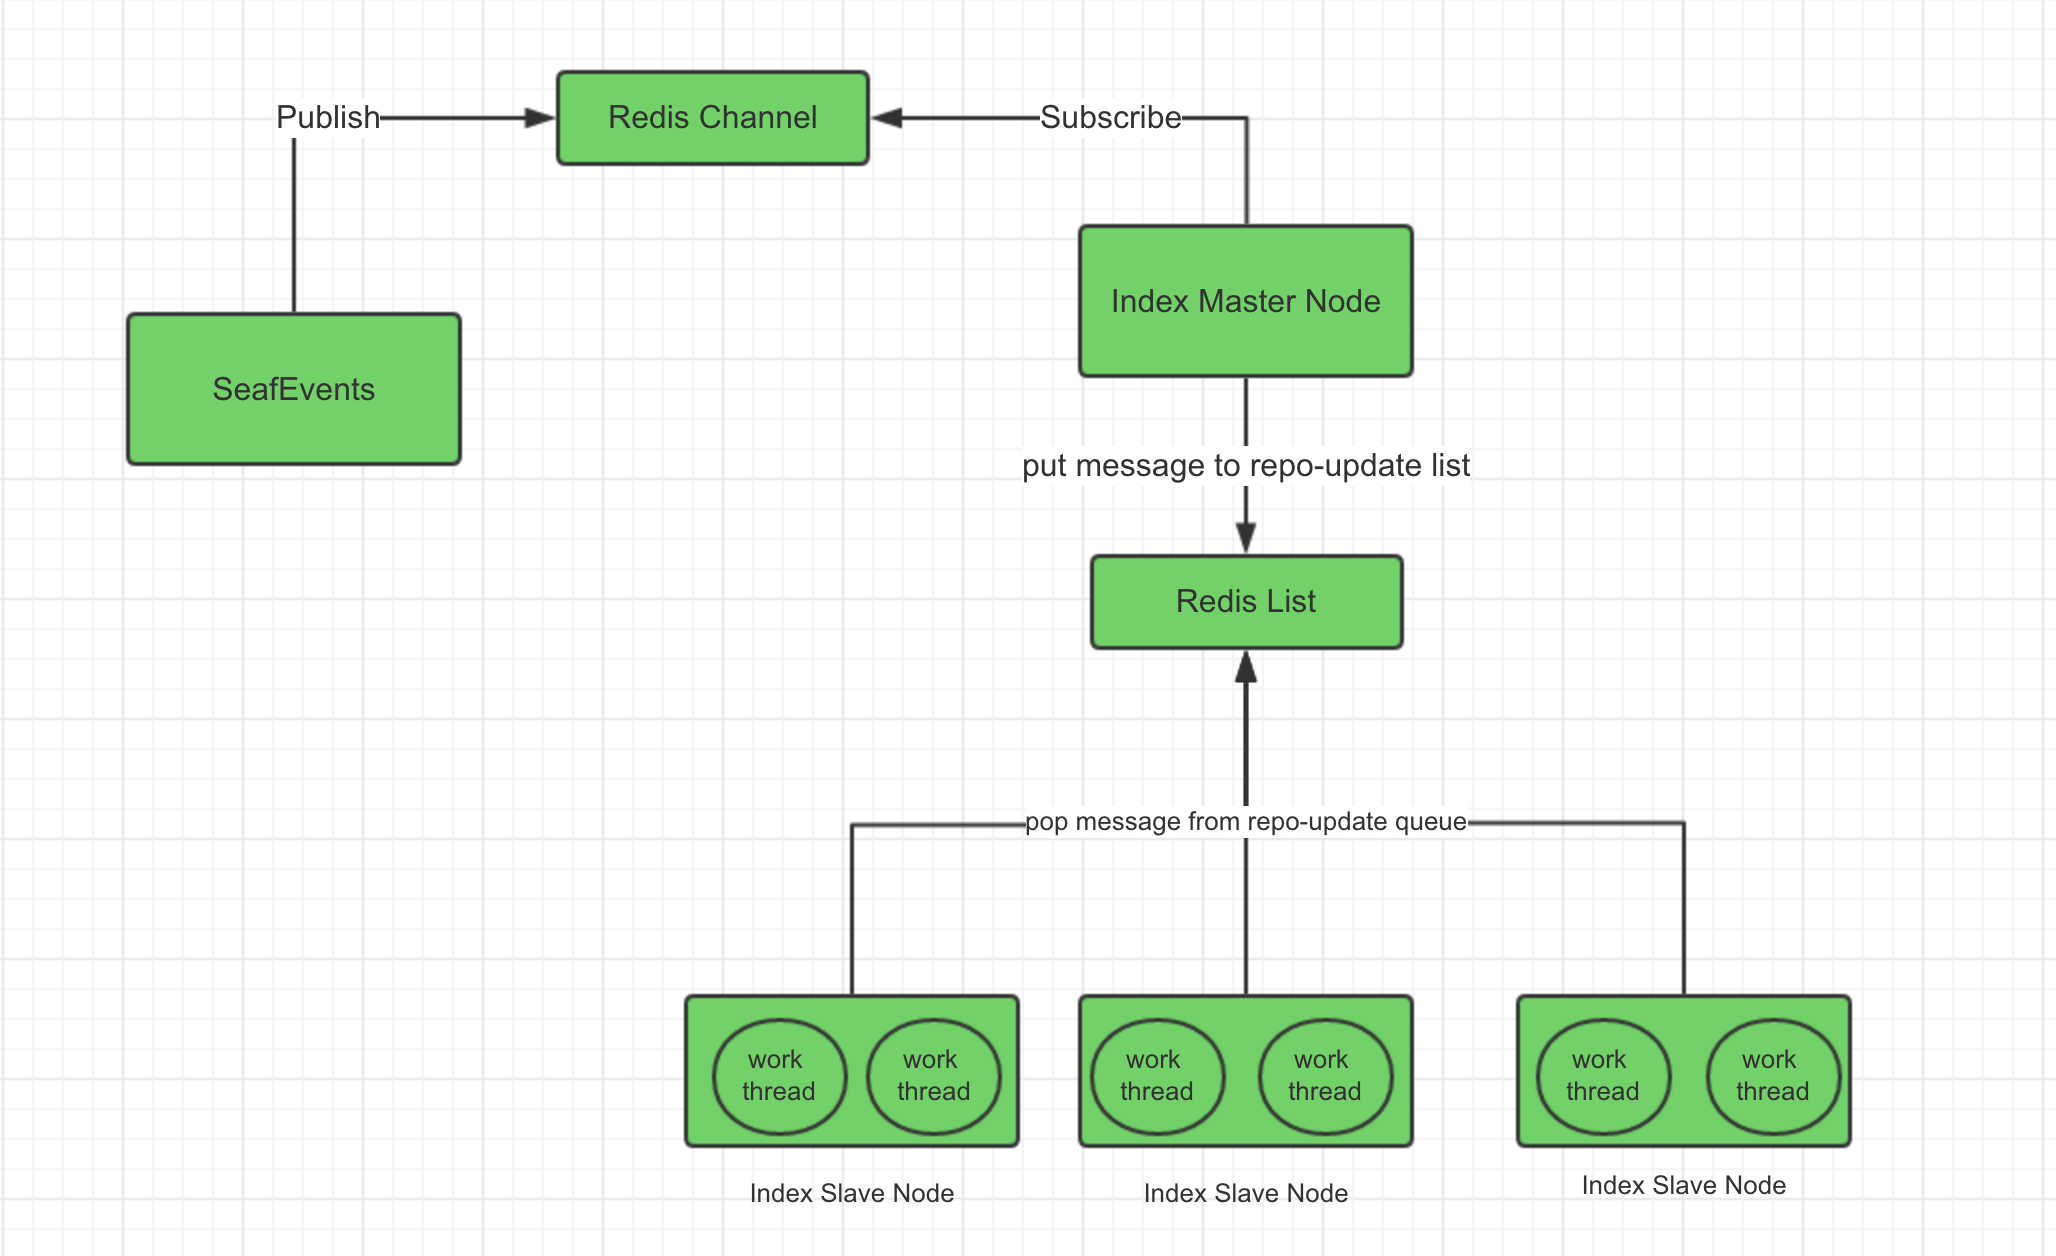 Publish
Redis Channel
Subscribe
Index Master Node
SeafEvents
put message to repo-update list
Redis List
pop message from repo-update queue
work
thread
work
thread
work
thread
work
thread
work
thread
work
thread
Index Slave Node
Index Slave Node
Index Slave Node